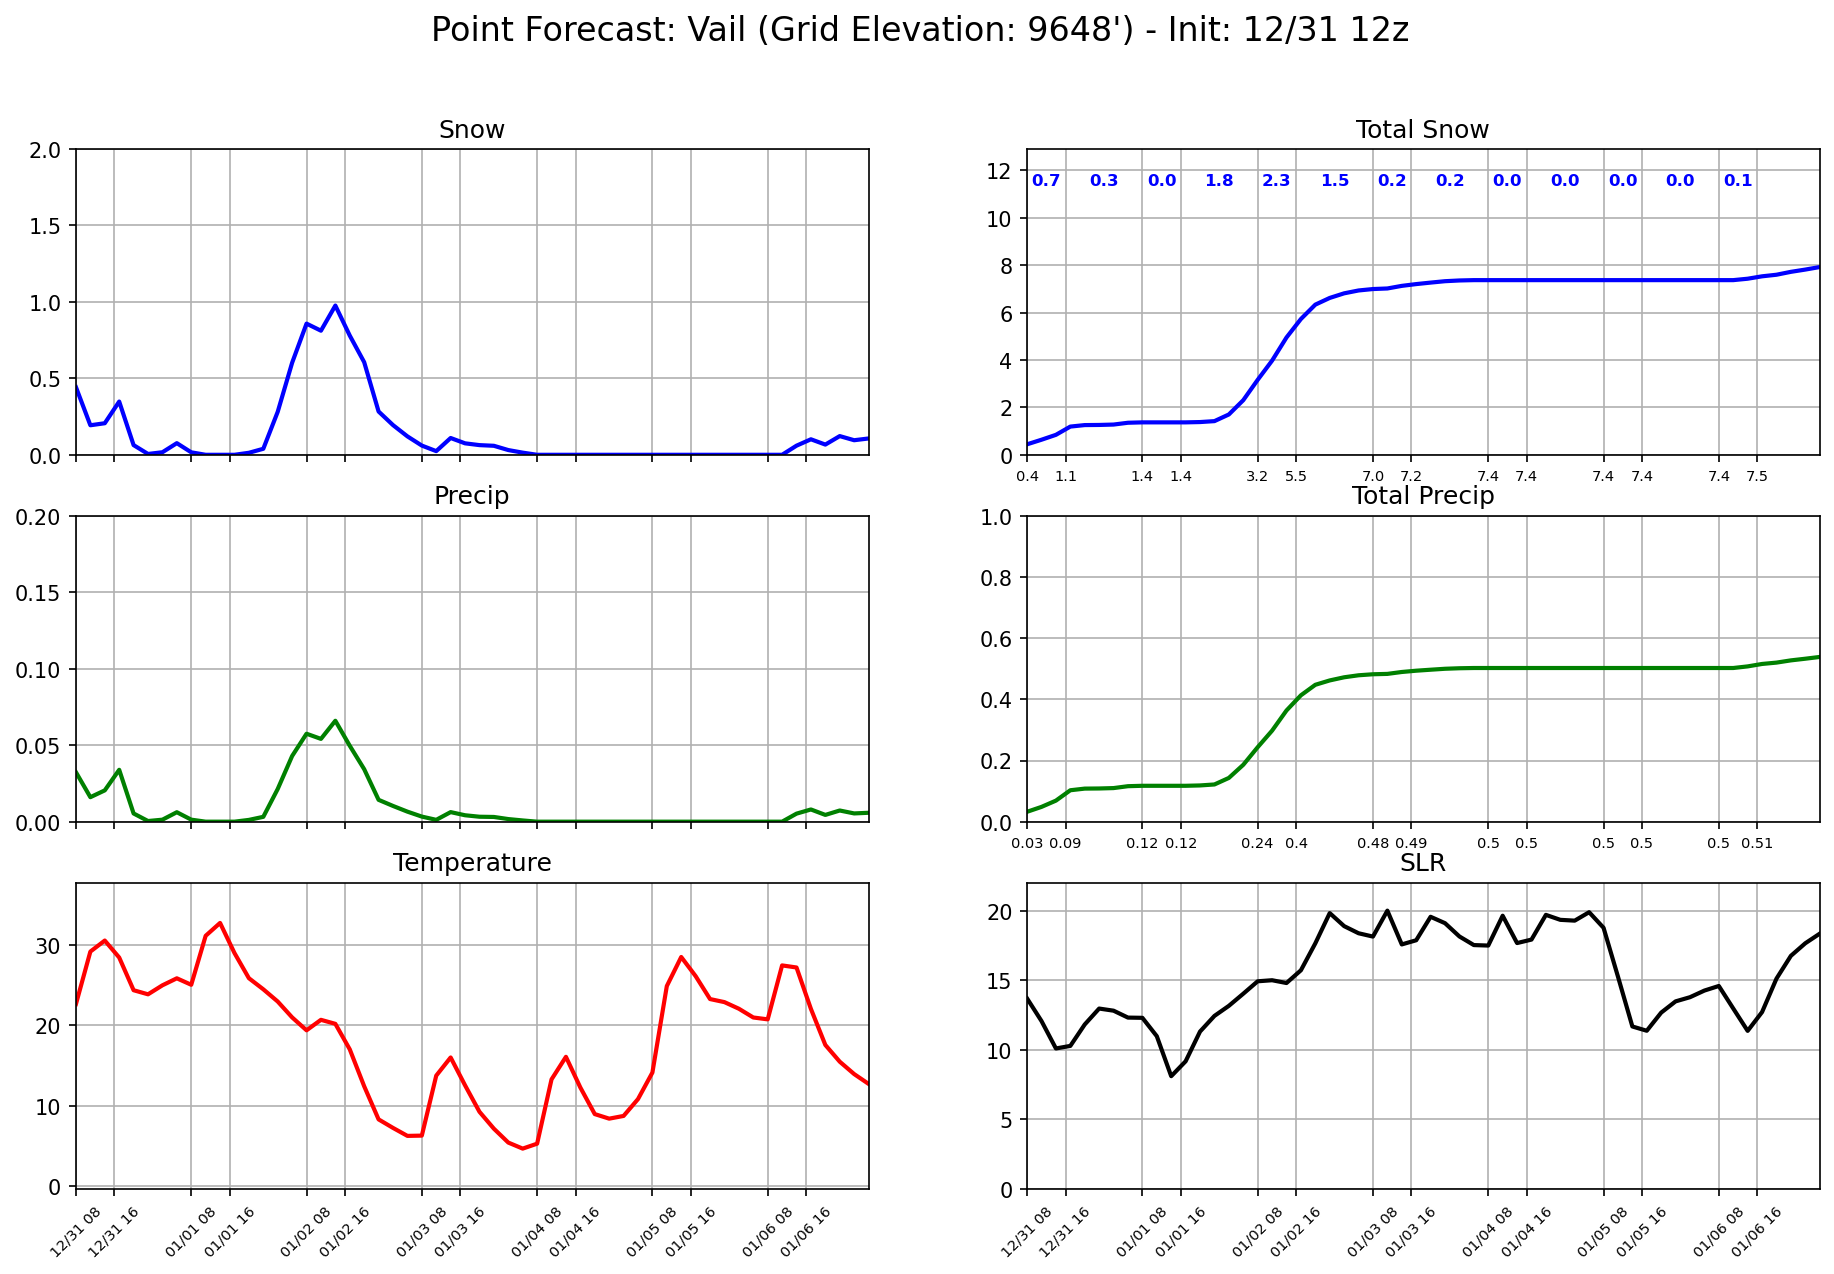 Point Forecast: Vail (Grid Elevation: 9648') - Init: 12/31 12z
Snow
2.0
1.5
1.0
0.5
0.0
Total Snow
12
10
8
6
4
2
0
0.7 0.3 0.0 1.8 2.3 1.5 0.2 0.2 0.0 0.0 0.0 0.0 0.1
0.4 1.1 1.4 1.4 3.2 5.5 7.0 7.2 7.4 7.4 7.4 7.4 7.4 7.5
Precip
0.20
0.15
0.10
0.05
0.00
Total Precip
1.0
0.8
0.6
0.4
0.2
0.0
0.03 0.09 0.12 0.12 0.24 0.4 0.48 0.49 0.5 0.5 0.5 0.5 0.5 0.51
Temperature
30
20
10
0
12/31 08 12/31 16 01/01 08 01/01 16 01/02 08 01/02 16 01/03 08 01/03 16 01/04 08 01/04 16 01/05 08 01/05 16 01/06 08 01/06 16
SLR
20
15
10
5
0
12/31 08 12/31 16 01/01 08 01/01 16 01/02 08 01/02 16 01/03 08 01/03 16 01/04 08 01/04 16 01/05 08 01/05 16 01/06 08 01/06 16